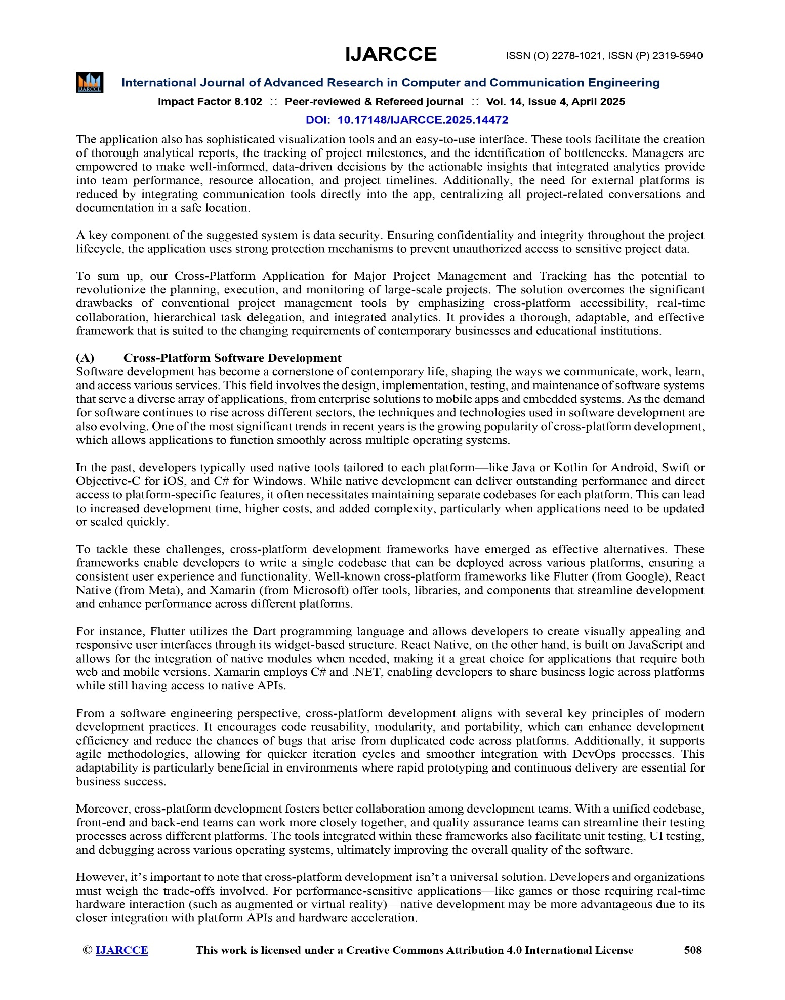 IJARCCE
ISSN (O) 2278-1021, ISSN (P) 2319-5940
IJARCCE
International Journal of Advanced Research in Computer and Communication Engineering
Impact Factor 8.102 ⁝⁝ Peer-reviewed & Refereed journal ⁝⁝ Vol. 14, Issue 4, April 2025
DOI: 10.17148/IJARCCE.2025.14472
The application also has sophisticated visualization tools and an easy-to-use interface. These tools facilitate the creation
of thorough analytical reports, the tracking of project milestones, and the identification of bottlenecks. Managers are
empowered to make well-informed, data-driven decisions by the actionable insights that integrated analytics provide
into team performance, resource allocation, and project timelines. Additionally, the need for external platforms is
reduced by integrating communication tools directly into the app, centralizing all project-related conversations and
documentation in a safe location.
A key component of the suggested system is data security. Ensuring confidentiality and integrity throughout the project
lifecycle, the application uses strong protection mechanisms to prevent unauthorized access to sensitive project data.
To sum up, our Cross-Platform Application for Major Project Management and Tracking has the potential to
revolutionize the planning, execution, and monitoring of large-scale projects. The solution overcomes the significant
drawbacks of conventional project management tools by emphasizing cross-platform accessibility, real-time
collaboration, hierarchical task delegation, and integrated analytics. It provides a thorough, adaptable, and effective
framework that is suited to the changing requirements of contemporary businesses and educational institutions.
(A) Cross-Platform Software Development
Software development has become a cornerstone of contemporary life, shaping the ways we communicate, work, learn,
and access various services. This field involves the design, implementation, testing, and maintenance of software systems
that serve a diverse array of applications, from enterprise solutions to mobile apps and embedded systems. As the demand
for software continues to rise across different sectors, the techniques and technologies used in software development are
also evolving. One of the most significant trends in recent years is the growing popularity of cross-platform development,
which allows applications to function smoothly across multiple operating systems.
In the past, developers typically used native tools tailored to each platform—like Java or Kotlin for Android, Swift or
Objective-C for iOS, and C# for Windows. While native development can deliver outstanding performance and direct
access to platform-specific features, it often necessitates maintaining separate codebases for each platform. This can lead
to increased development time, higher costs, and added complexity, particularly when applications need to be updated
or scaled quickly.
To tackle these challenges, cross-platform development frameworks have emerged as effective alternatives. These
frameworks enable developers to write a single codebase that can be deployed across various platforms, ensuring a
consistent user experience and functionality. Well-known cross-platform frameworks like Flutter (from Google), React
Native (from Meta), and Xamarin (from Microsoft) offer tools, libraries, and components that streamline development
and enhance performance across different platforms.
For instance, Flutter utilizes the Dart programming language and allows developers to create visually appealing and
responsive user interfaces through its widget-based structure. React Native, on the other hand, is built on JavaScript and
allows for the integration of native modules when needed, making it a great choice for applications that require both
web and mobile versions. Xamarin employs C# and .NET, enabling developers to share business logic across platforms
while still having access to native APIs.
From a software engineering perspective, cross-platform development aligns with several key principles of modern
development practices. It encourages code reusability, modularity, and portability, which can enhance development
efficiency and reduce the chances of bugs that arise from duplicated code across platforms. Additionally, it supports
agile methodologies, allowing for quicker iteration cycles and smoother integration with DevOps processes. This
adaptability is particularly beneficial in environments where rapid prototyping and continuous delivery are essential for
business success.
Moreover, cross-platform development fosters better collaboration among development teams. With a unified codebase,
front-end and back-end teams can work more closely together, and quality assurance teams can streamline their testing
processes across different platforms. The tools integrated within these frameworks also facilitate unit testing, UI testing,
and debugging across various operating systems, ultimately improving the overall quality of the software.
However, it’s important to note that cross-platform development isn’t a universal solution. Developers and organizations
must weigh the trade-offs involved. For performance-sensitive applications—like games or those requiring real-time
hardware interaction (such as augmented or virtual reality)—native development may be more advantageous due to its
closer integration with platform APIs and hardware acceleration.
© IJARCCE This work is licensed under a Creative Commons Attribution 4.0 International License 508